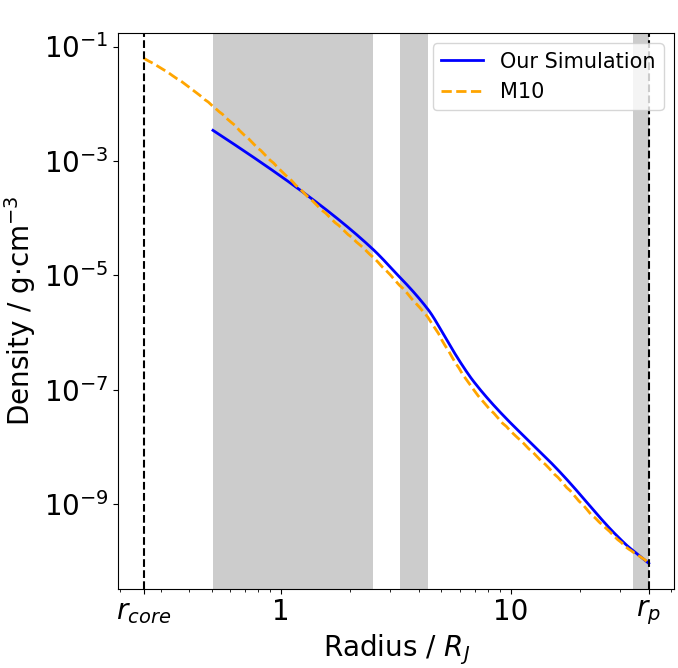 Our Simulation
M10
Density / g·cm⁻³
10⁻¹
10⁻³
10⁻⁵
10⁻⁷
10⁻⁹
r_core 1 10 r_p
Radius / R_J